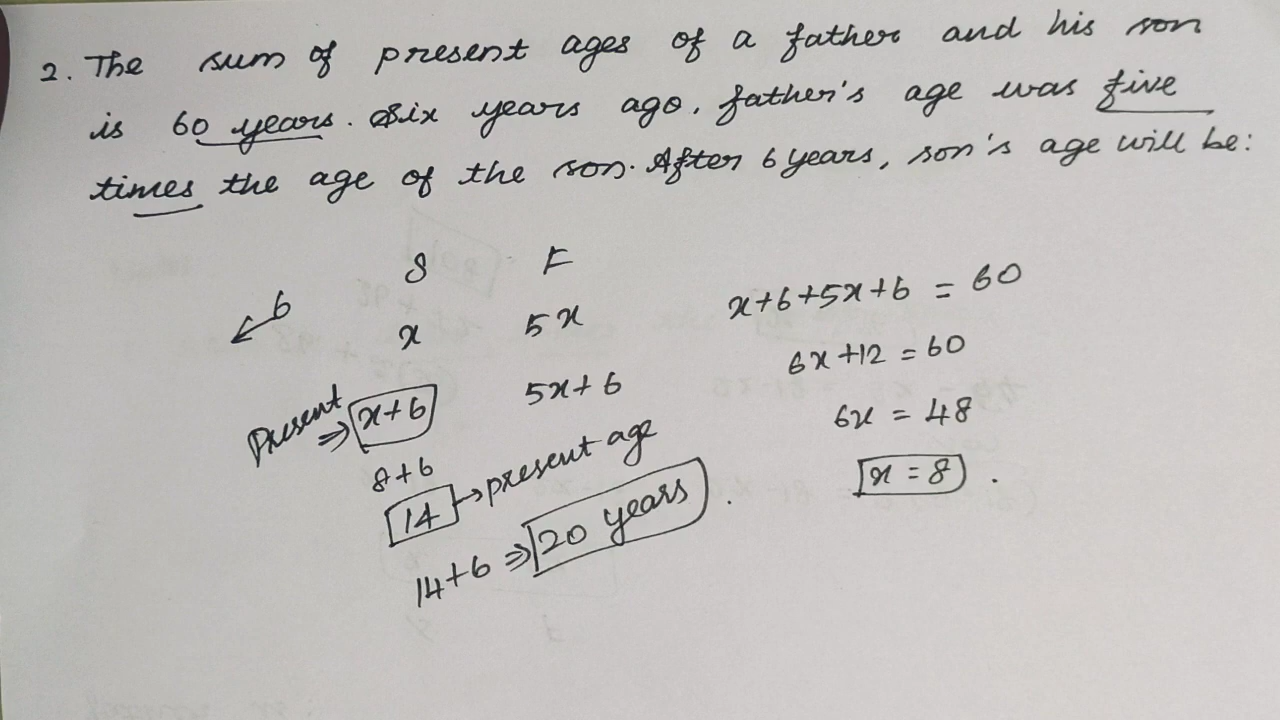 2. The sum of present ages of a father and his son
is 60 years. Six years ago, father's age was five
times the age of the son. After 6 years, son's age will be:
S F
6
x 5x
Present ⇒ x+6 5x+6
8+6
14 → present age
14+6 ⇒ 20 years.
x+6+5x+6 = 60
6x+12 = 60
6x = 48
x = 8.